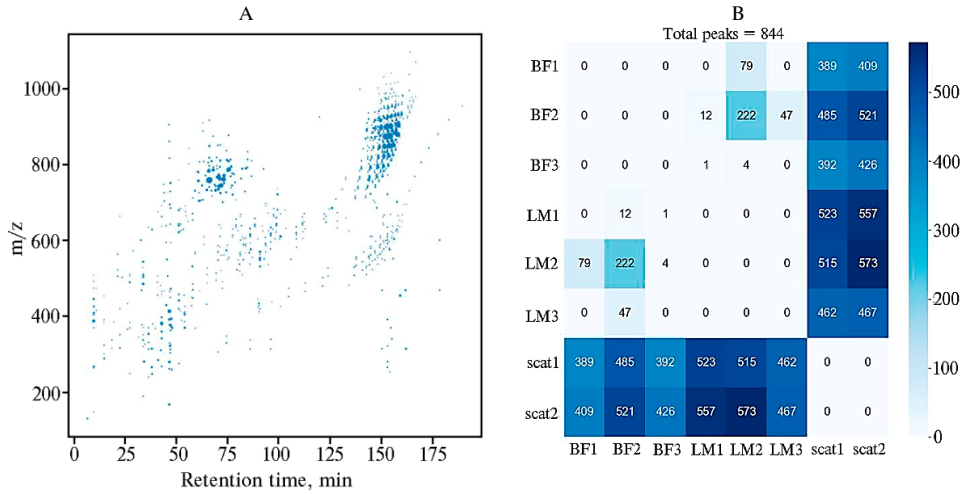 A
B
Total peaks = 844
1000
800
600
400
200
m/z
0 25 50 75 100 125 150 175
Retention time, min
BF1 0 0 0 0 79 0 389 409
BF2 0 0 0 12 222 47 485 521
BF3 0 0 0 1 4 0 392 426
LM1 0 12 1 0 0 0 523 557
LM2 79 222 4 0 0 0 515 573
LM3 0 47 0 0 0 0 462 467
scat1 389 485 392 523 515 462 0 0
scat2 409 521 426 557 573 467 0 0
BF1 BF2 BF3 LM1 LM2 LM3 scat1 scat2
500
400
300
200
100
0